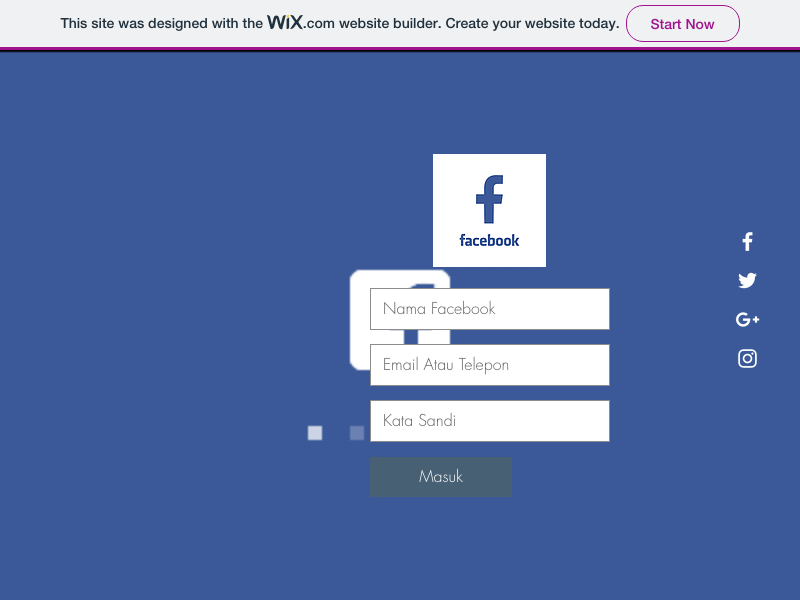 This site was designed with the WiX.com website builder. Create your website today. Start Now
facebook
Nama Facebook
Email Atau Telepon
Kata Sandi
Masuk